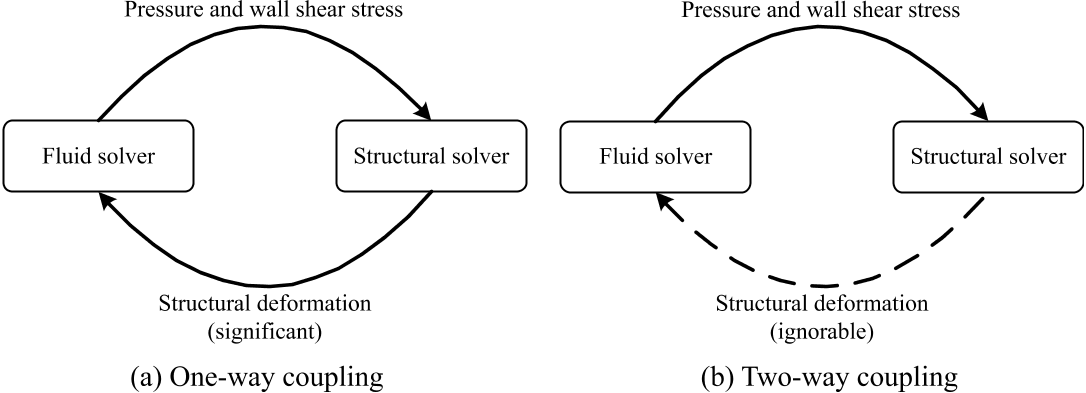 Pressure and wall shear stress
Fluid solver
Structural solver
Structural deformation
(significant)
(a) One-way coupling
Pressure and wall shear stress
Fluid solver
Structural solver
Structural deformation
(ignorable)
(b) Two-way coupling